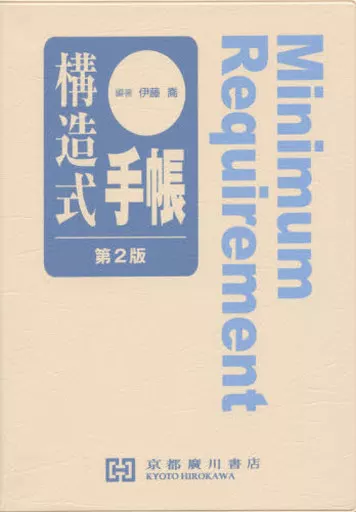 構造式
編著 伊藤 喬
手帳
第2版
Minimum
Requirement
京都廣川書店
KYOTO HIROKAWA